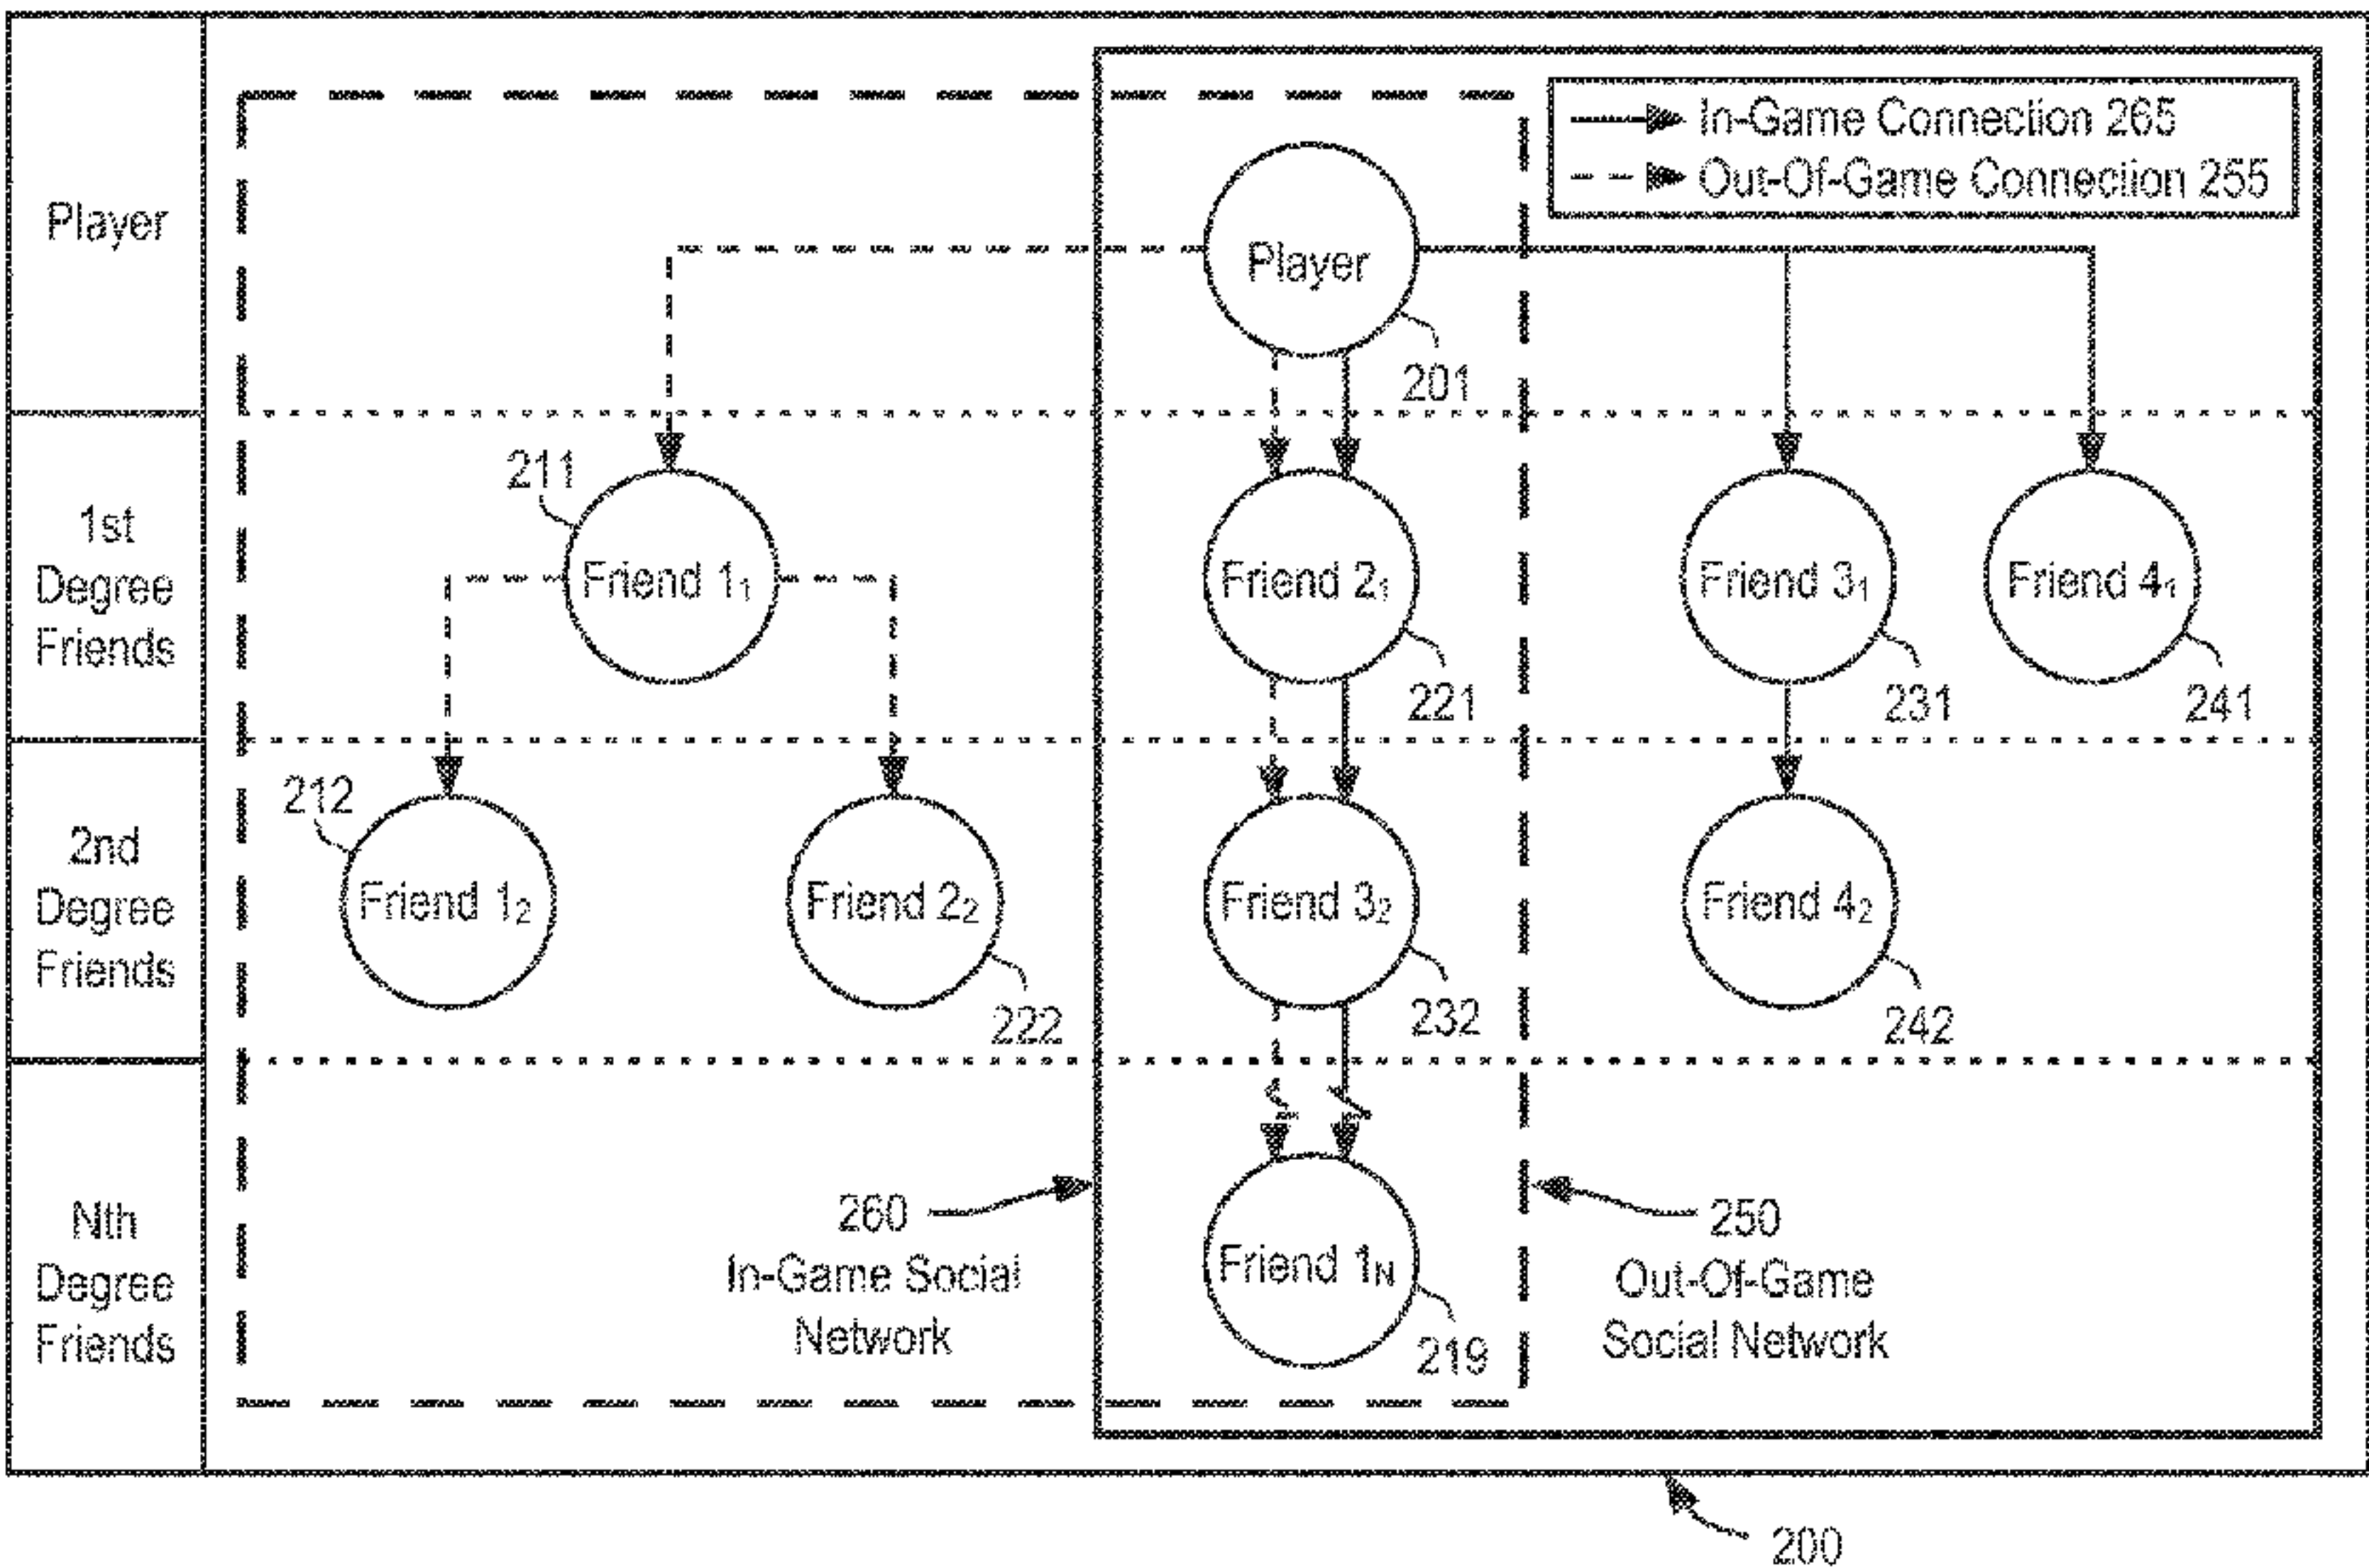 In-Game Connection 265
Out-Of-Game Connection 255
Player
Player
201
1st
Degree
Friends
211
Friend 1₁
Friend 2₁
221
Friend 3₁
231
Friend 4₁
241
2nd
Degree
Friends
212
Friend 1₂
Friend 2₂
222
Friend 3₂
232
Friend 4₂
242
Nth
Degree
Friends
260
In-Game Social
Network
Friend 1N
219
250
Out-Of-Game
Social Network
200